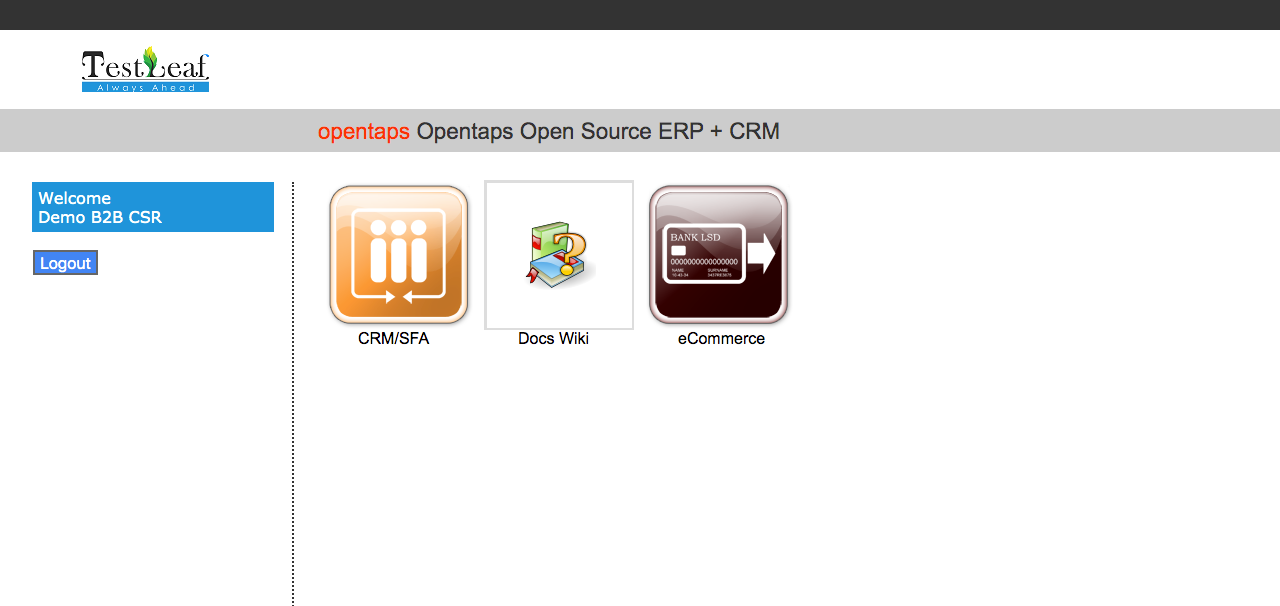 TestLeaf
Always Ahead
opentaps Opentaps Open Source ERP + CRM
Welcome
Demo B2B CSR
Logout
BANK LSD
0000000000000000
NAME SURNAME
CRM/SFA
Docs Wiki
eCommerce